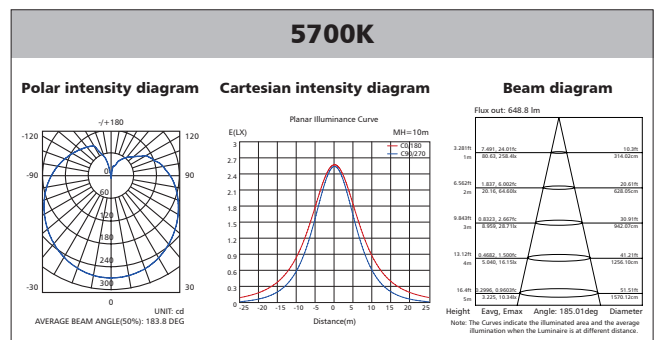 5700K
Polar intensity diagram
-/+180
-120
120
-90
90
-30
30
0
0
60
120
180
240
300
UNIT: cd
AVERAGE BEAM ANGLE(50%): 183.8 DEG
Cartesian intensity diagram
Planar Illuminance Curve
E(LX)
MH=10m
C0/180
C90/270
3
2.7
2.4
2.1
1.8
1.5
1.2
0.9
0.6
0.3
0
-25 -20 -15 -10 -5 0 5 10 15 20 25
Distance(m)
Beam diagram
Flux out: 648.8 lm
3.281ft 7.491, 24.01fc 10.3ft
1m 80.63, 258.4lx 314.02cm
6.562ft 1.837, 6.002fc 20.61ft
2m 20.16, 64.60lx 628.05cm
9.843ft 0.8323, 2.667fc 30.91ft
3m 8.959, 28.71lx 942.07cm
13.12ft 0.4682, 1.500fc 41.21ft
4m 5.040, 16.15lx 1256.10cm
16.4ft 0.2996, 0.9603fc 51.51ft
5m 3.225, 10.34lx 1570.12cm
Height Eavg, Emax Angle: 185.01deg Diameter
Note: The Curves indicate the illuminated area and the average
illumination when the Luminaire is at different distance.